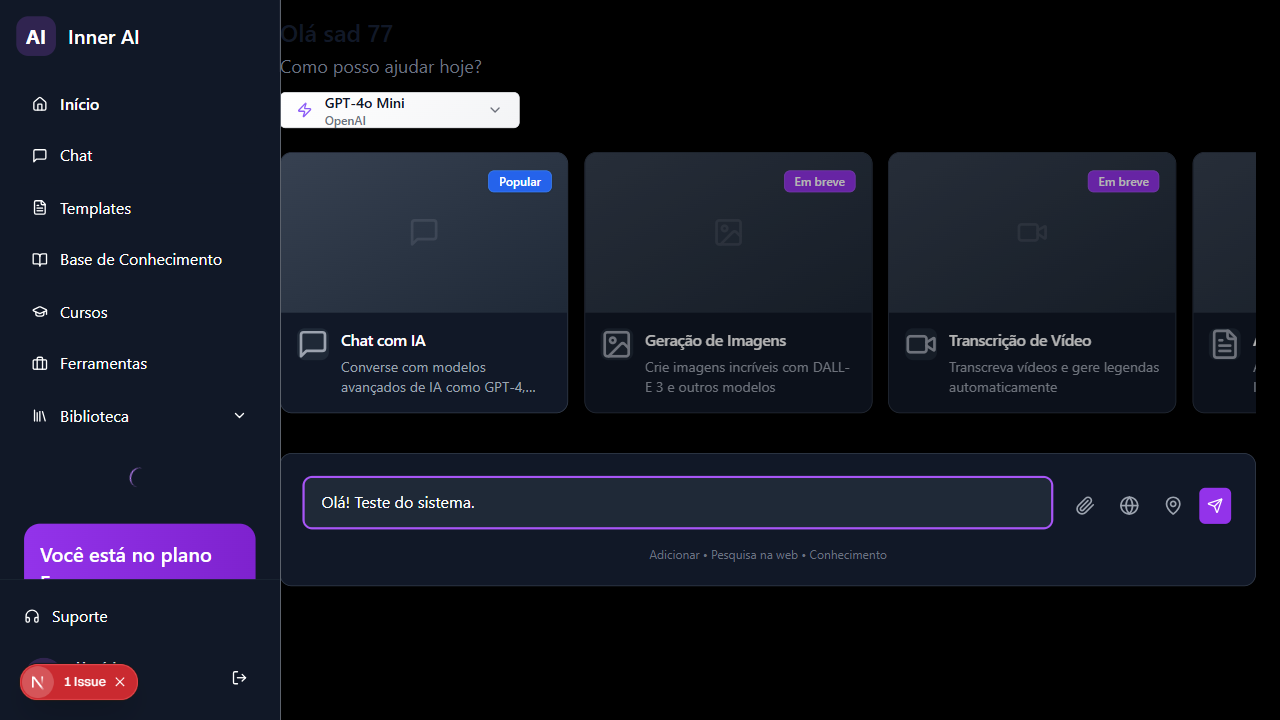 AI Inner AI
Início
Chat
Templates
Base de Conhecimento
Cursos
Ferramentas
Biblioteca
Você está no plano
Suporte
1 Issue
Olá sad 77
Como posso ajudar hoje?
GPT-4o Mini
OpenAI
Popular
Chat com IA
Converse com modelos
avançados de IA como GPT-4,...
Em breve
Geração de Imagens
Crie imagens incríveis com DALL-
E 3 e outros modelos
Em breve
Transcrição de Vídeo
Transcreva vídeos e gere legendas
automaticamente
Olá! Teste do sistema.
Adicionar • Pesquisa na web • Conhecimento